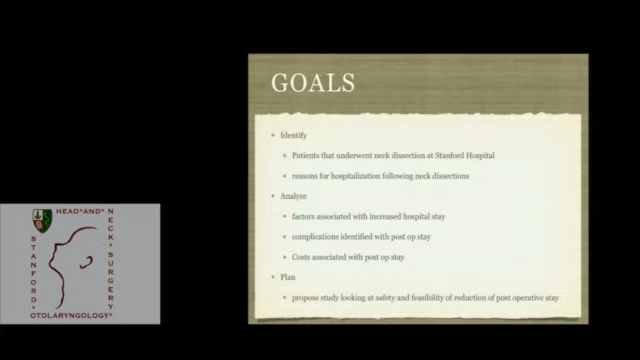 GOALS
Identify
Patients that underwent neck dissection at Stanford Hospital
reasons for hospitalization following neck dissections
Analyze
factors associated with increased hospital stay
complications identified with post op stay
Costs associated with post op stay
Plan
propose study looking at safety and feasibility of reduction of post operative stay
HEAD*AND*
NECK*SURGERY
STANFORD*
OTOLARYNGOLOGY*